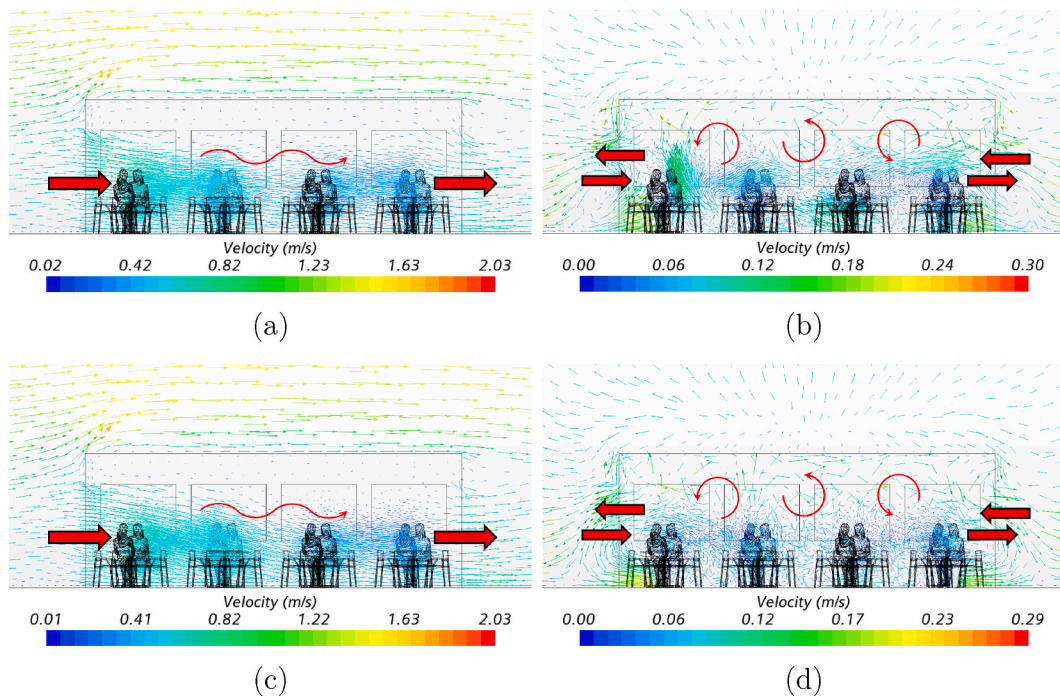 Velocity (m/s)
0.02 0.42 0.82 1.23 1.63 2.03
(a)
Velocity (m/s)
0.00 0.06 0.12 0.18 0.24 0.30
(b)
Velocity (m/s)
0.01 0.41 0.82 1.22 1.63 2.03
(c)
Velocity (m/s)
0.00 0.06 0.12 0.17 0.23 0.29
(d)